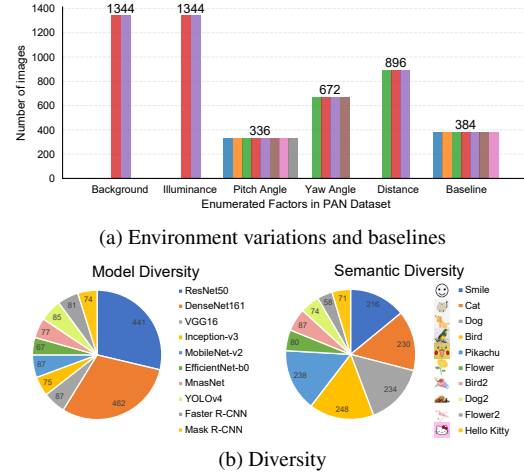 1400
1200
1000
800
600
400
200
0
Number of images
1344
1344
336
672
896
384
Background
Illuminance
Pitch Angle
Yaw Angle
Distance
Baseline
Enumerated Factors in PAN Dataset
(a) Environment variations and baselines
Model Diversity
441
462
87
75
87
67
77
85
81
74
ResNet50
DenseNet161
VGG16
Inception-v3
MobileNet-v2
EfficientNet-b0
MnasNet
YOLOv4
Faster R-CNN
Mask R-CNN
Semantic Diversity
216
230
234
248
238
80
87
74
58
71
Smile
Cat
Dog
Bird
Pikachu
Flower
Bird2
Dog2
Flower2
Hello Kitty
(b) Diversity